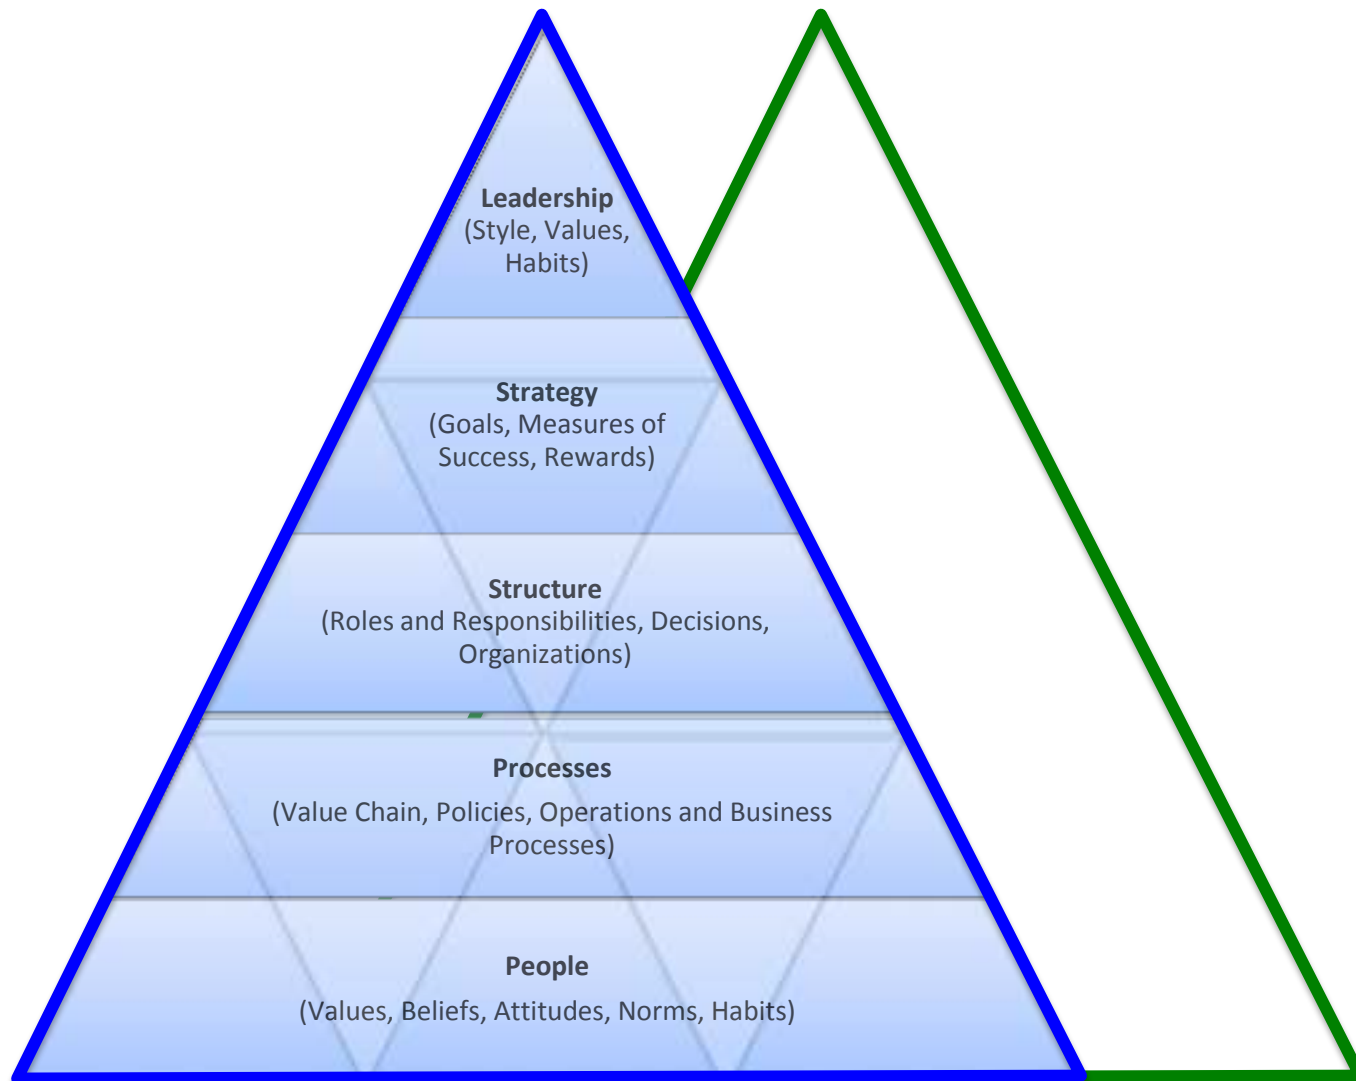 Leadership
(Style, Values,
Habits)
Strategy
(Goals, Measures of
Success, Rewards)
Structure
(Roles and Responsibilities, Decisions,
Organizations)
Processes
(Value Chain, Policies, Operations and Business
Processes)
People
(Values, Beliefs, Attitudes, Norms, Habits)